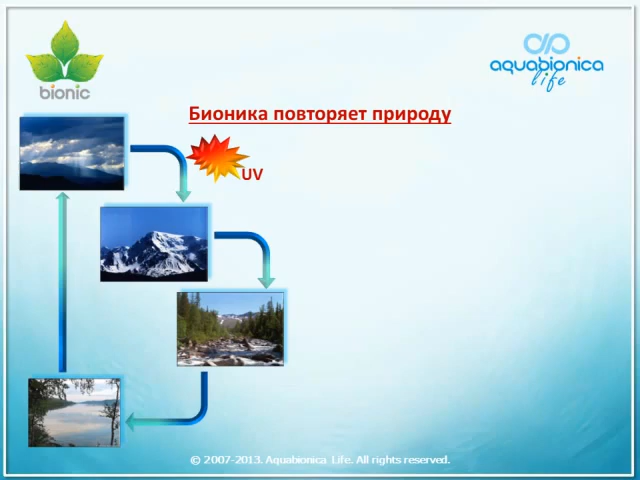 bionic
aquabionica
life
Бионика повторяет природу
UV
© 2007-2013. Aquabionica Life. All rights reserved.